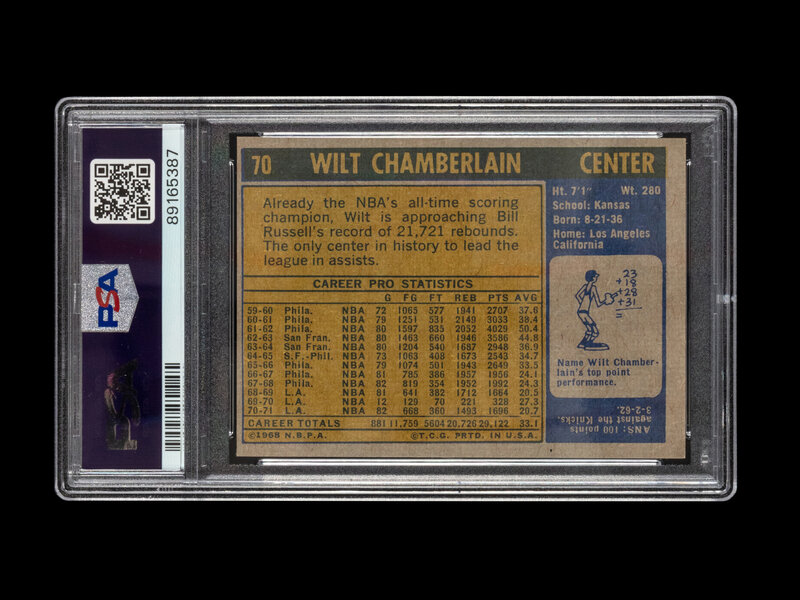 PSA
89165387
70 WILT CHAMBERLAIN CENTER
Already the NBA's all-time scoring
champion, Wilt is approaching Bill
Russell's record of 21,721 rebounds.
The only center in history to lead the
league in assists.
Ht. 7'1" Wt. 280
School: Kansas
Born: 8-21-36
Home: Los Angeles
California
23
+18
+28
+31
=
Name Wilt Chamber-
lain's top point
performance.
ANS: 100 points
against the Knicks,
3-2-62.
CAREER PRO STATISTICS
G FG FT REB PTS AVG
59-60 Phila. NBA 72 1065 577 1941 2707 37.6
60-61 Phila. NBA 79 1251 531 2149 3033 38.4
61-62 Phila. NBA 80 1597 835 2052 4029 50.4
62-63 San Fran. NBA 80 1463 660 1946 3586 44.8
63-64 San Fran. NBA 80 1204 540 1687 2948 36.9
64-65 S.F.-Phil. NBA 73 1063 408 1673 2543 34.7
65-66 Phila. NBA 79 1074 501 1943 2649 33.5
66-67 Phila. NBA 81 785 386 1957 1956 24.1
67-68 Phila. NBA 82 819 354 1952 1992 24.3
68-69 L.A. NBA 81 641 382 1712 1664 20.5
69-70 L.A. NBA 12 129 70 221 328 27.3
70-71 L.A. NBA 82 668 360 1493 1696 20.7
CAREER TOTALS 881 11,759 5604 20,726 29,122 33.1
©1968 N.B.P.A. ©T.C.G. PRTD. IN U.S.A.